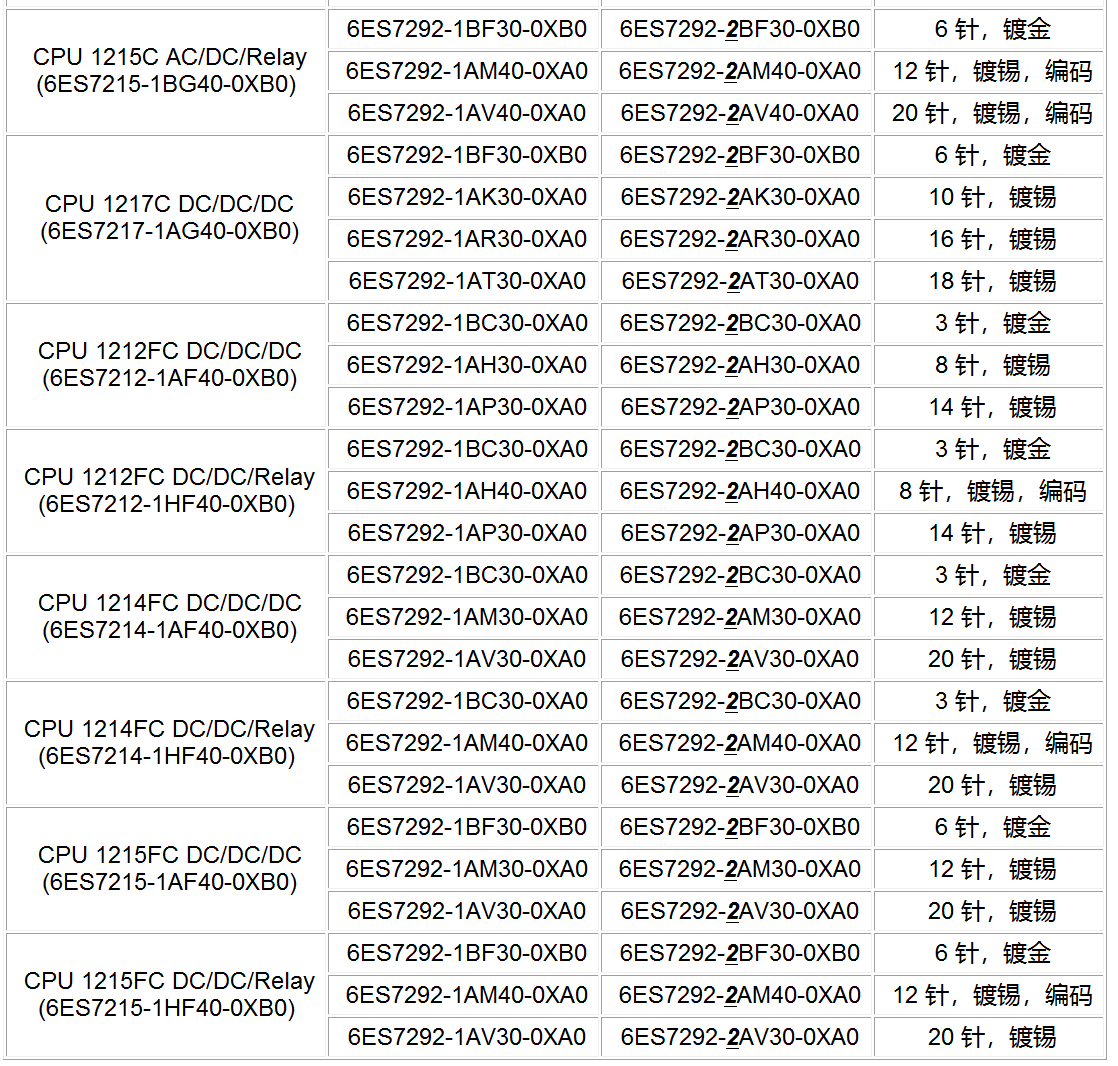 CPU 1215C AC/DC/Relay
(6ES7215-1BG40-0XB0)
6ES7292-1BF30-0XB0 6ES7292-2BF30-0XB0 6 针，镀金
6ES7292-1AM40-0XA0 6ES7292-2AM40-0XA0 12 针，镀锡，编码
6ES7292-1AV40-0XA0 6ES7292-2AV40-0XA0 20 针，镀锡，编码
CPU 1217C DC/DC/DC
(6ES7217-1AG40-0XB0)
6ES7292-1BF30-0XB0 6ES7292-2BF30-0XB0 6 针，镀金
6ES7292-1AK30-0XA0 6ES7292-2AK30-0XA0 10 针，镀锡
6ES7292-1AR30-0XA0 6ES7292-2AR30-0XA0 16 针，镀锡
6ES7292-1AT30-0XA0 6ES7292-2AT30-0XA0 18 针，镀锡
CPU 1212FC DC/DC/DC
(6ES7212-1AF40-0XB0)
6ES7292-1BC30-0XA0 6ES7292-2BC30-0XA0 3 针，镀金
6ES7292-1AH30-0XA0 6ES7292-2AH30-0XA0 8 针，镀锡
6ES7292-1AP30-0XA0 6ES7292-2AP30-0XA0 14 针，镀锡
CPU 1212FC DC/DC/Relay
(6ES7212-1HF40-0XB0)
6ES7292-1BC30-0XA0 6ES7292-2BC30-0XA0 3 针，镀金
6ES7292-1AH40-0XA0 6ES7292-2AH40-0XA0 8 针，镀锡，编码
6ES7292-1AP30-0XA0 6ES7292-2AP30-0XA0 14 针，镀锡
CPU 1214FC DC/DC/DC
(6ES7214-1AF40-0XB0)
6ES7292-1BC30-0XA0 6ES7292-2BC30-0XA0 3 针，镀金
6ES7292-1AM30-0XA0 6ES7292-2AM30-0XA0 12 针，镀锡
6ES7292-1AV30-0XA0 6ES7292-2AV30-0XA0 20 针，镀锡
CPU 1214FC DC/DC/Relay
(6ES7214-1HF40-0XB0)
6ES7292-1BC30-0XA0 6ES7292-2BC30-0XA0 3 针，镀金
6ES7292-1AM40-0XA0 6ES7292-2AM40-0XA0 12 针，镀锡，编码
6ES7292-1AV30-0XA0 6ES7292-2AV30-0XA0 20 针，镀锡
CPU 1215FC DC/DC/DC
(6ES7215-1AF40-0XB0)
6ES7292-1BF30-0XB0 6ES7292-2BF30-0XB0 6 针，镀金
6ES7292-1AM30-0XA0 6ES7292-2AM30-0XA0 12 针，镀锡
6ES7292-1AV30-0XA0 6ES7292-2AV30-0XA0 20 针，镀锡
CPU 1215FC DC/DC/Relay
(6ES7215-1HF40-0XB0)
6ES7292-1BF30-0XB0 6ES7292-2BF30-0XB0 6 针，镀金
6ES7292-1AM40-0XA0 6ES7292-2AM40-0XA0 12 针，镀锡，编码
6ES7292-1AV30-0XA0 6ES7292-2AV30-0XA0 20 针，镀锡